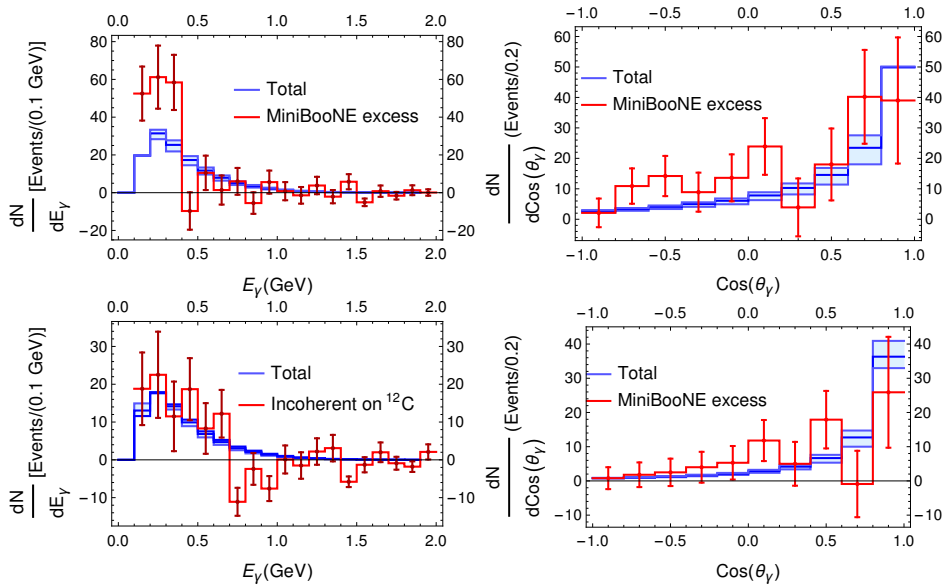 0.0 0.5 1.0 1.5 2.0
80
60
40
20
0
−20
80
60
40
20
0
−20
Total
MiniBooNE excess
dN/dEγ [Events/(0.1 GeV)]
0.0 0.5 1.0 1.5 2.0
Eγ(GeV)
−1.0 −0.5 0.0 0.5 1.0
60
50
40
30
20
10
0
60
50
40
30
20
10
0
Total
MiniBooNE excess
dN/dCos(θγ) (Events/0.2)
−1.0 −0.5 0.0 0.5 1.0
Cos(θγ)
0.0 0.5 1.0 1.5 2.0
30
20
10
0
−10
30
20
10
0
−10
Total
Incoherent on ¹²C
dN/dEγ [Events/(0.1 GeV)]
0.0 0.5 1.0 1.5 2.0
Eγ(GeV)
−1.0 −0.5 0.0 0.5 1.0
40
30
20
10
0
−10
40
30
20
10
0
−10
Total
MiniBooNE excess
dN/dCos(θγ) (Events/0.2)
−1.0 −0.5 0.0 0.5 1.0
Cos(θγ)